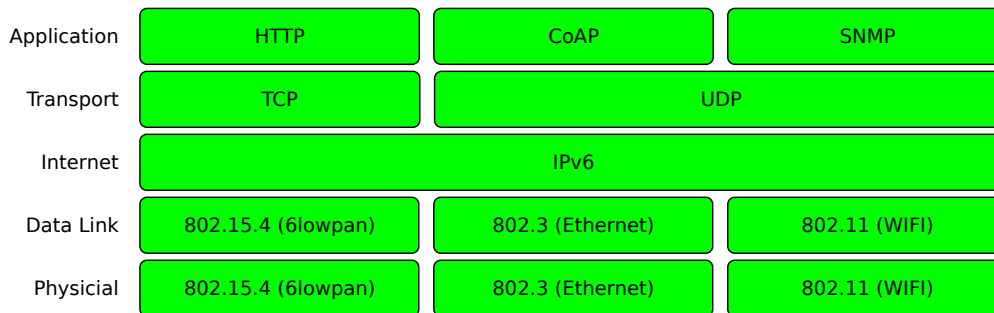 Application HTTP CoAP SNMP
Transport TCP UDP
Internet IPv6
Data Link 802.15.4 (6lowpan) 802.3 (Ethernet) 802.11 (WIFI)
Physicial 802.15.4 (6lowpan) 802.3 (Ethernet) 802.11 (WIFI)